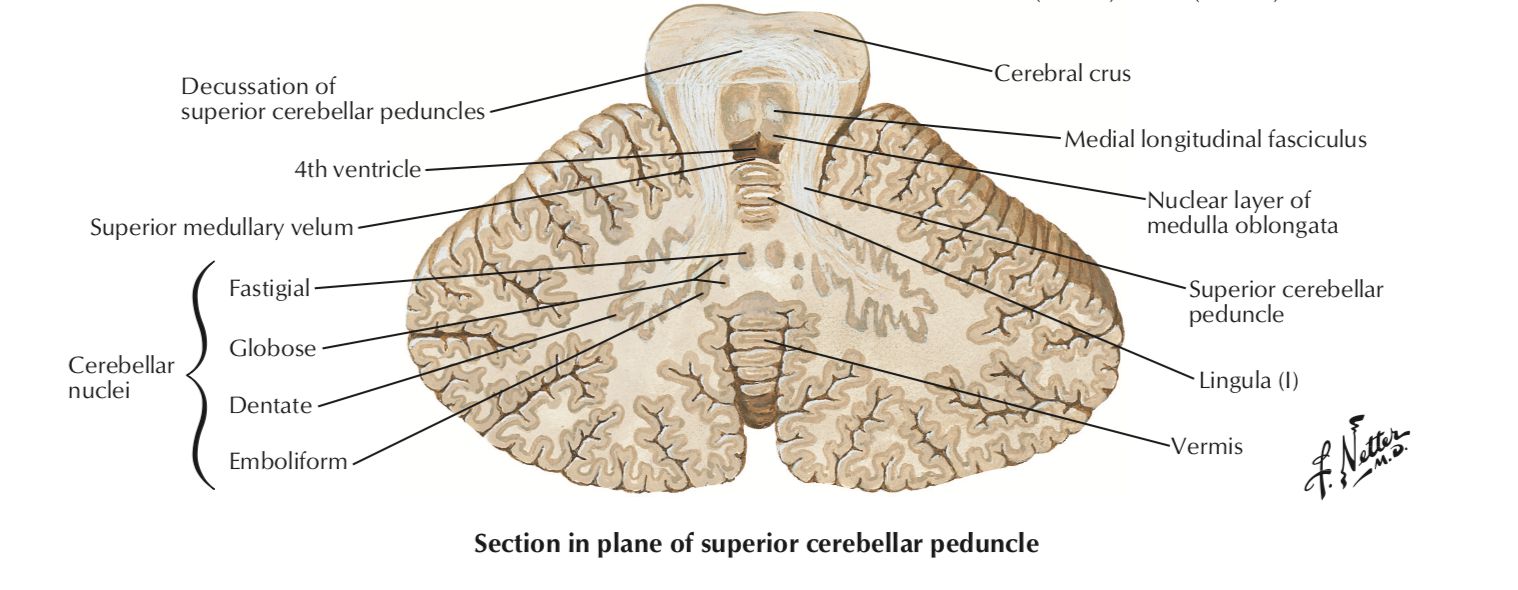 Decussation of
superior cerebellar peduncles
4th ventricle
Superior medullary velum
Cerebellar
nuclei
Fastigial
Globose
Dentate
Emboliform
Cerebral crus
Medial longitudinal fasciculus
Nuclear layer of
medulla oblongata
Superior cerebellar
peduncle
Lingula (I)
Vermis
F. Netter
M.D.
Section in plane of superior cerebellar peduncle